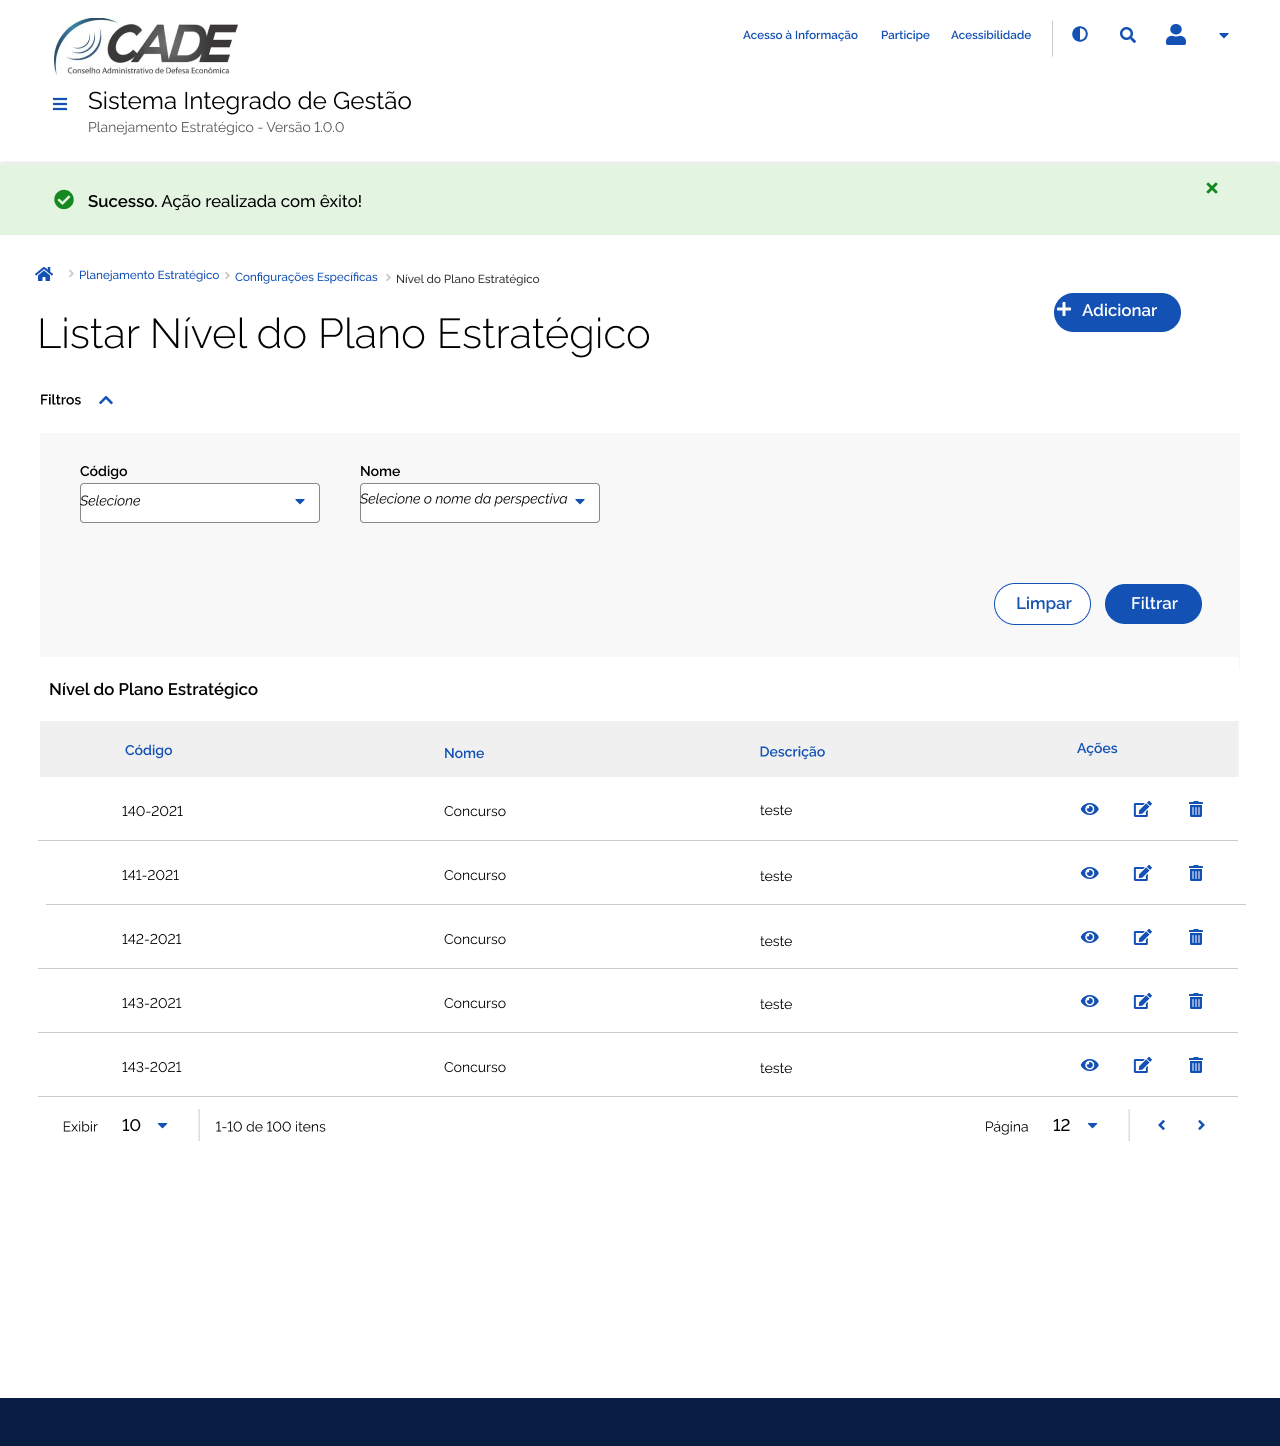 CADE
Conselho Administrativo de Defesa Econômica
Acesso à Informação Participe Acessibilidade
Sistema Integrado de Gestão
Planejamento Estratégico - Versão 1.0.0
Sucesso. Ação realizada com êxito!
Planejamento Estratégico Configurações Específicas Nível do Plano Estratégico
Adicionar
Listar Nível do Plano Estratégico
Filtros
Código Nome
Selecione Selecione o nome da perspectiva
Limpar Filtrar
Nível do Plano Estratégico
Código Nome Descrição Ações
140-2021 Concurso teste
141-2021 Concurso teste
142-2021 Concurso teste
143-2021 Concurso teste
143-2021 Concurso teste
Exibir 10 1-10 de 100 itens Página 12